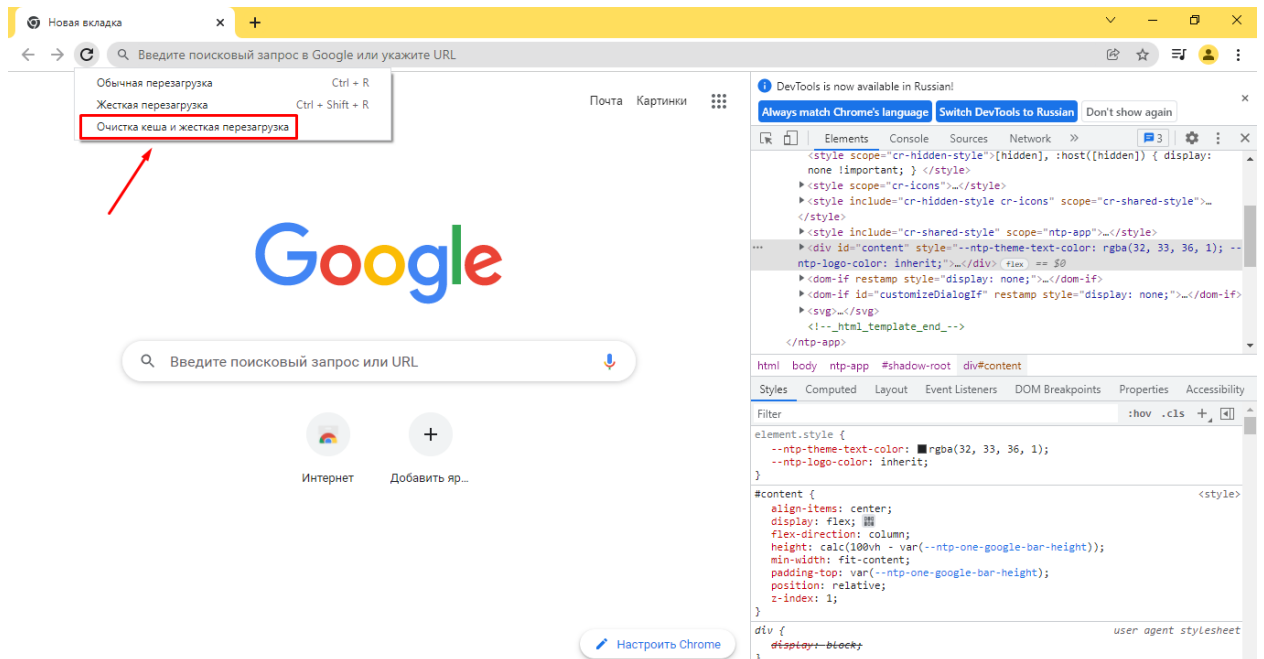 Новая вкладка
Введите поисковый запрос в Google или укажите URL
Обычная перезагрузка Ctrl + R
Жесткая перезагрузка Ctrl + Shift + R
Очистка кеша и жесткая перезагрузка
Почта Картинки
Google
Введите поисковый запрос или URL
Интернет
Добавить яр...
Настроить Chrome
DevTools is now available in Russian!
Always match Chrome's language Switch DevTools to Russian Don't show again
Elements Console Sources Network » 3
<style scope="cr-hidden-style">[hidden], :host([hidden]) { display:
none !important; } </style>
<style scope="cr-icons">…</style>
<style include="cr-hidden-style cr-icons" scope="cr-shared-style">…
</style>
<style include="cr-shared-style" scope="ntp-app">…</style>
<div id="content" style="--ntp-theme-text-color: rgba(32, 33, 36, 1); --
ntp-logo-color: inherit;">…</div> flex == $0
<dom-if restamp style="display: none;">…</dom-if>
<dom-if id="customizeDialogIf" restamp style="display: none;">…</dom-if>
<svg>…</svg>
<!--_html_template_end_-->
</ntp-app>
html body ntp-app #shadow-root div#content
Styles Computed Layout Event Listeners DOM Breakpoints Properties Accessibility
Filter :hov .cls +
element.style {
--ntp-theme-text-color: rgba(32, 33, 36, 1);
--ntp-logo-color: inherit;
}
#content { <style>
align-items: center;
display: flex;
flex-direction: column;
height: calc(100vh - var(--ntp-one-google-bar-height));
min-width: fit-content;
padding-top: var(--ntp-one-google-bar-height);
position: relative;
z-index: 1;
}
div { user agent stylesheet
display: block;
}